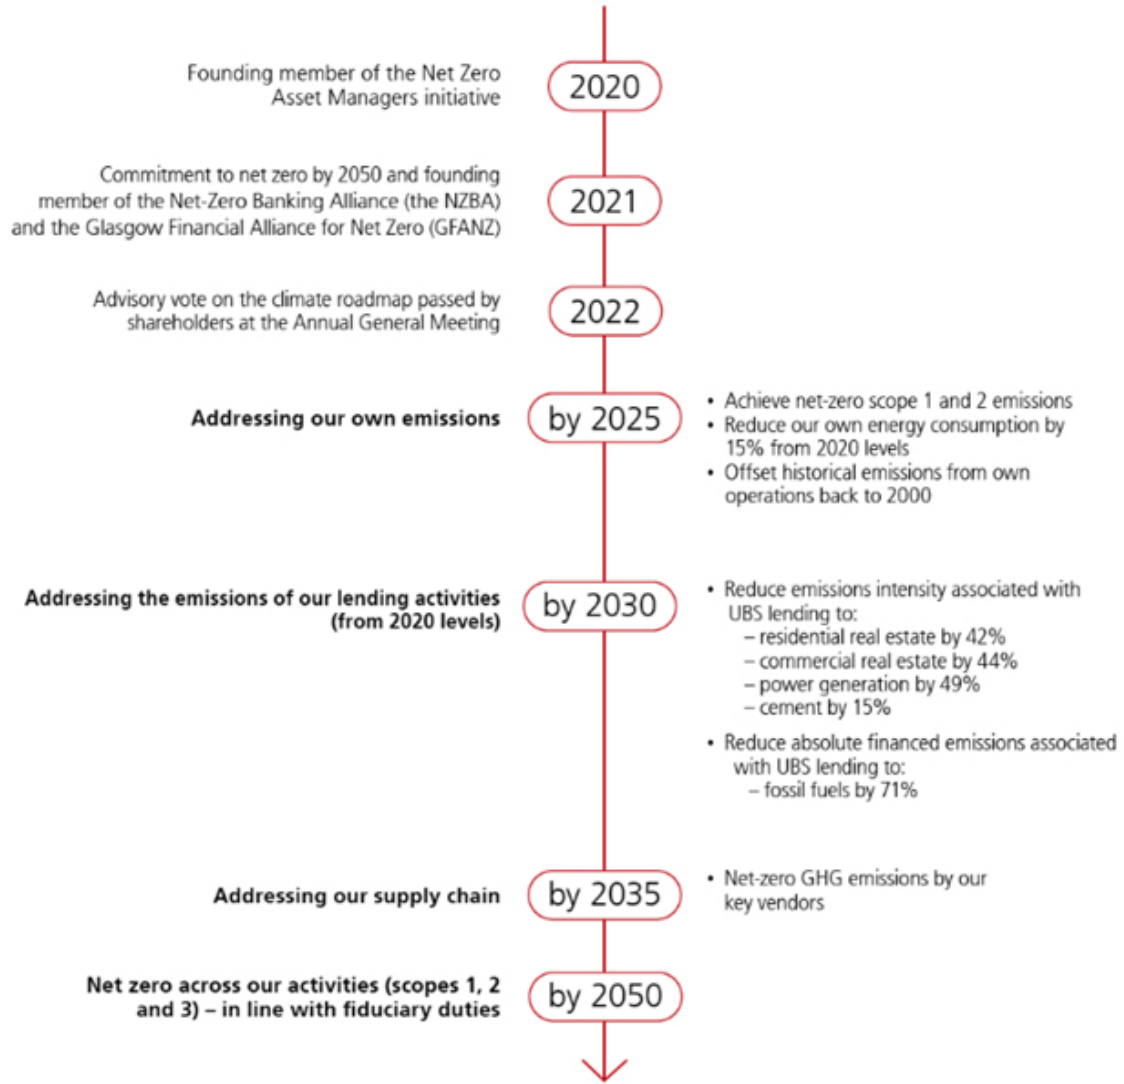 Founding member of the Net Zero
Asset Managers initiative
2020
Commitment to net zero by 2050 and founding
member of the Net-Zero Banking Alliance (the NZBA)
and the Glasgow Financial Alliance for Net Zero (GFANZ)
2021
Advisory vote on the climate roadmap passed by
shareholders at the Annual General Meeting
2022
Addressing our own emissions
by 2025
• Achieve net-zero scope 1 and 2 emissions
• Reduce our own energy consumption by
15% from 2020 levels
• Offset historical emissions from own
operations back to 2000
Addressing the emissions of our lending activities
(from 2020 levels)
by 2030
• Reduce emissions intensity associated with
UBS lending to:
– residential real estate by 42%
– commercial real estate by 44%
– power generation by 49%
– cement by 15%
• Reduce absolute financed emissions associated
with UBS lending to:
– fossil fuels by 71%
Addressing our supply chain
by 2035
• Net-zero GHG emissions by our
key vendors
Net zero across our activities (scopes 1, 2
and 3) – in line with fiduciary duties
by 2050